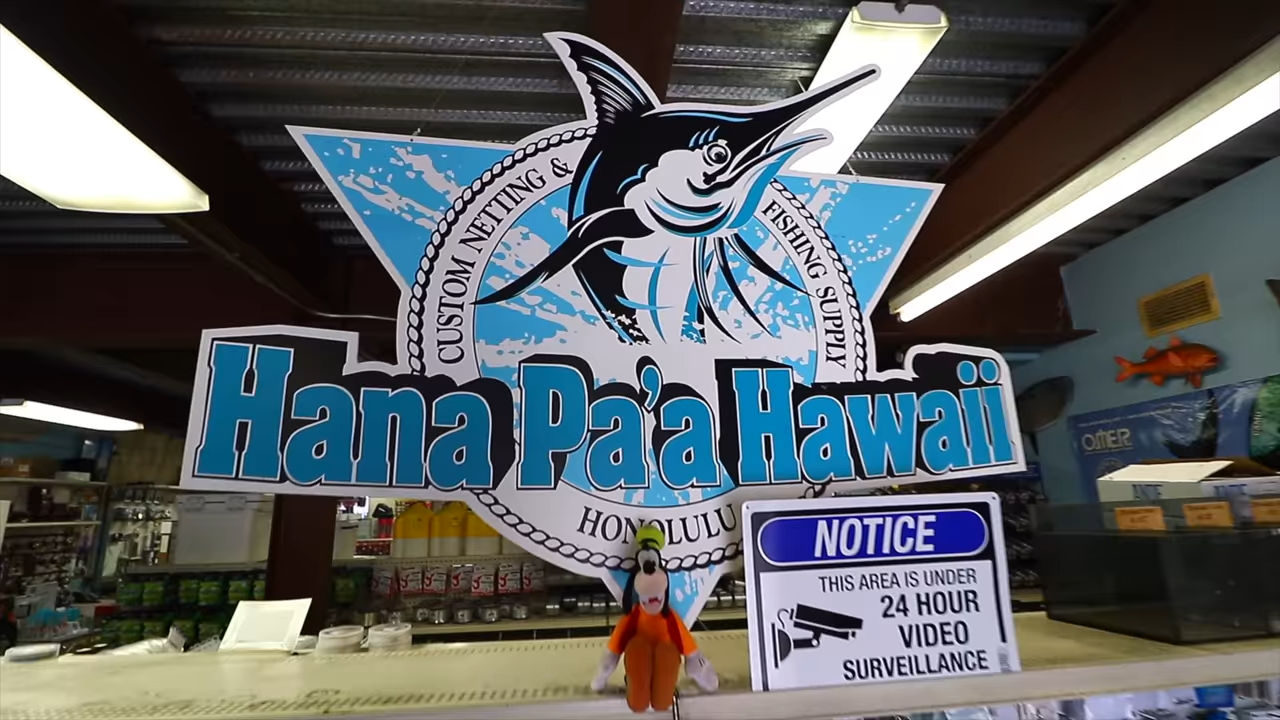 CUSTOM NETTING &
FISHING SUPPLY
Hana Pa'a Hawaii
HONOLULU
OMER
NOTICE
THIS AREA IS UNDER
24 HOUR
VIDEO
SURVEILLANCE